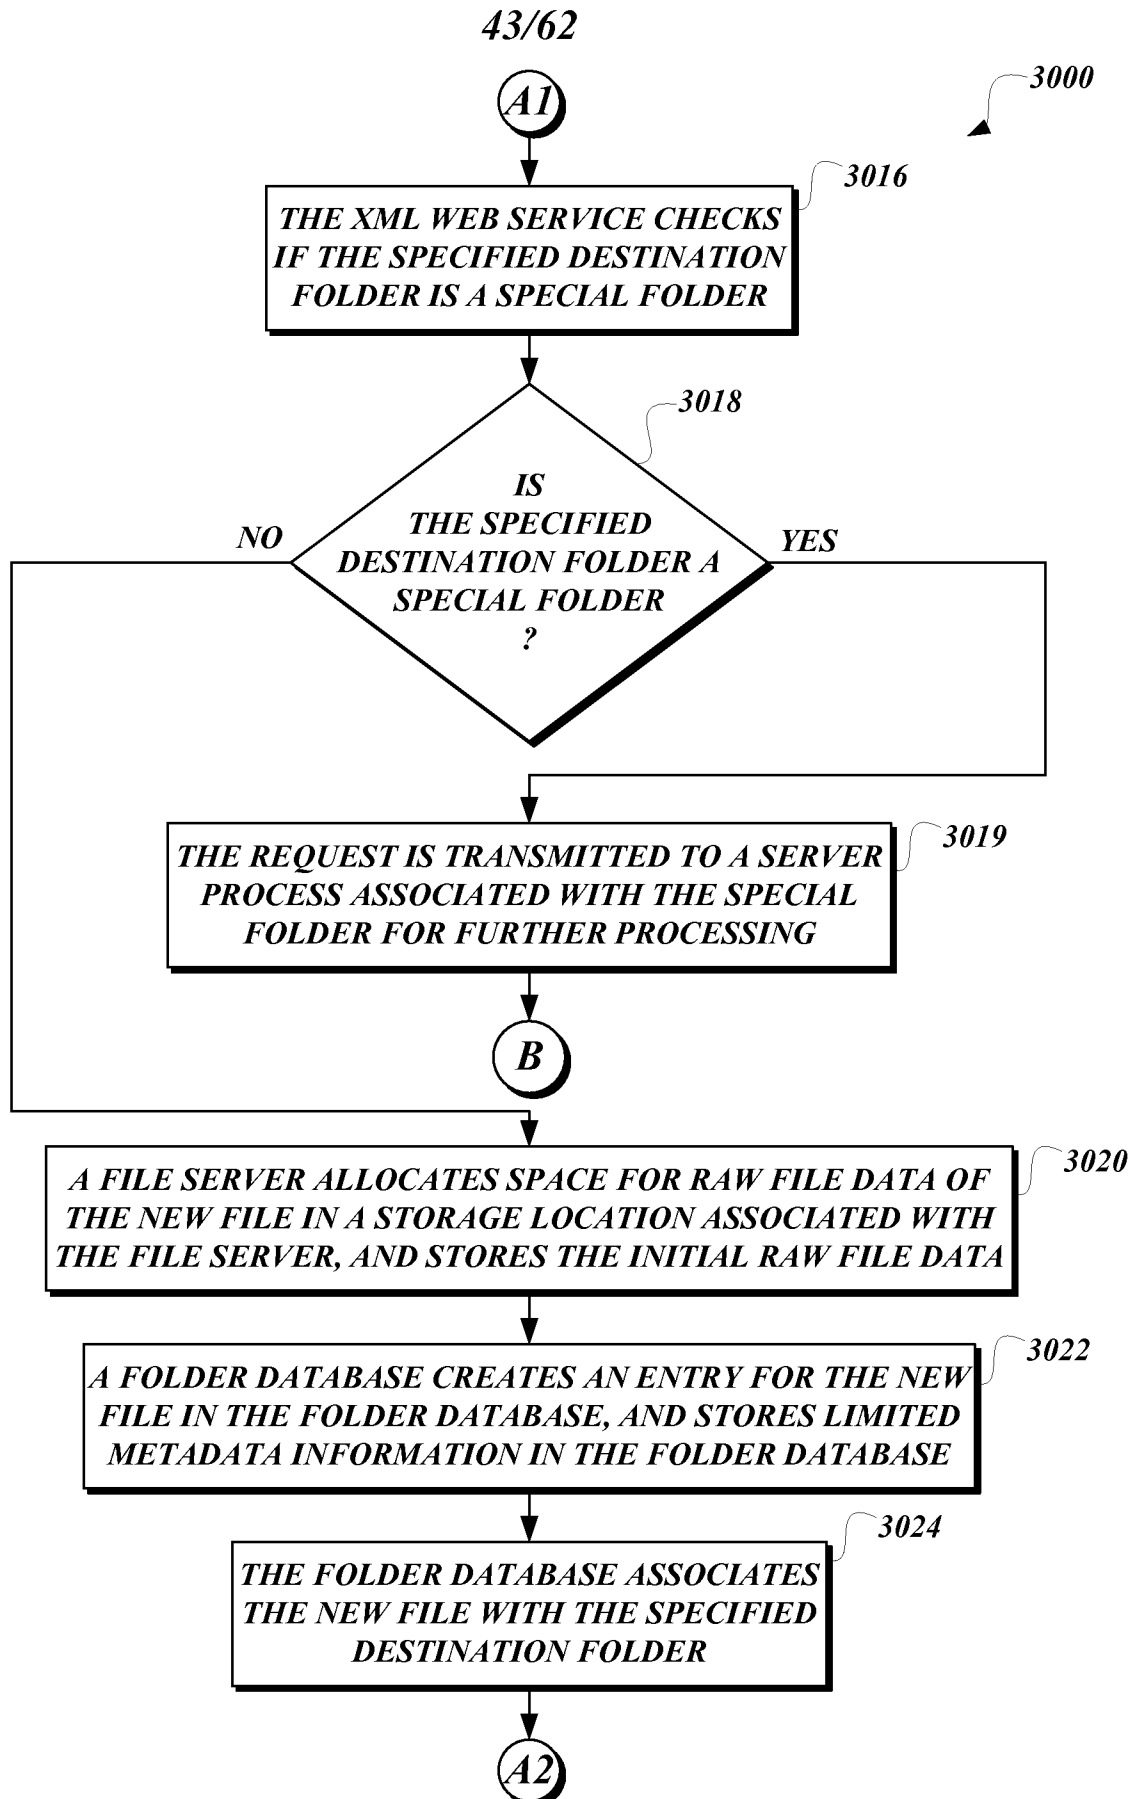 43/62
A1
3000
3016
THE XML WEB SERVICE CHECKS
IF THE SPECIFIED DESTINATION
FOLDER IS A SPECIAL FOLDER
3018
IS
THE SPECIFIED
DESTINATION FOLDER A
SPECIAL FOLDER
?
NO
YES
3019
THE REQUEST IS TRANSMITTED TO A SERVER
PROCESS ASSOCIATED WITH THE SPECIAL
FOLDER FOR FURTHER PROCESSING
B
3020
A FILE SERVER ALLOCATES SPACE FOR RAW FILE DATA OF
THE NEW FILE IN A STORAGE LOCATION ASSOCIATED WITH
THE FILE SERVER, AND STORES THE INITIAL RAW FILE DATA
3022
A FOLDER DATABASE CREATES AN ENTRY FOR THE NEW
FILE IN THE FOLDER DATABASE, AND STORES LIMITED
METADATA INFORMATION IN THE FOLDER DATABASE
3024
THE FOLDER DATABASE ASSOCIATES
THE NEW FILE WITH THE SPECIFIED
DESTINATION FOLDER
A2